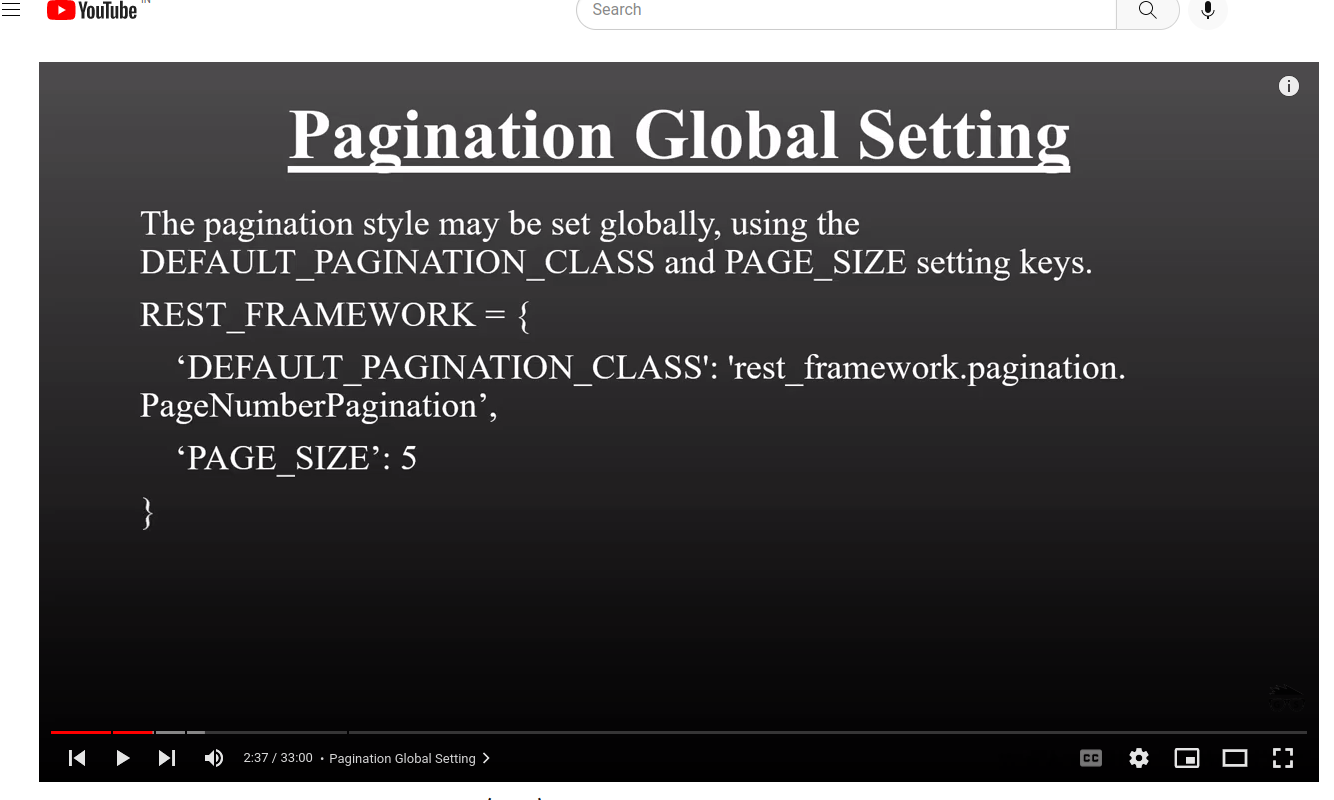 YouTube IN
Search
Pagination Global Setting
The pagination style may be set globally, using the
DEFAULT_PAGINATION_CLASS and PAGE_SIZE setting keys.
REST_FRAMEWORK = {
‘DEFAULT_PAGINATION_CLASS': 'rest_framework.pagination.
PageNumberPagination’,
‘PAGE_SIZE’: 5
}
2:37 / 33:00 • Pagination Global Setting
CC